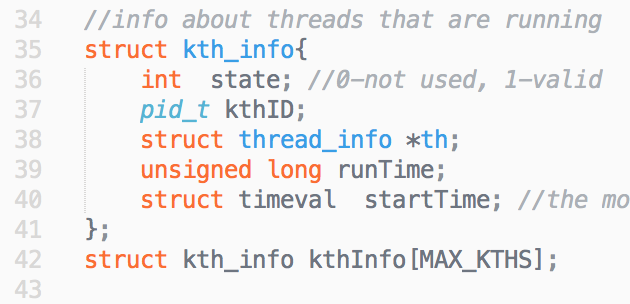 34 //info about threads that are running
35 struct kth_info{
36 int  state; //0-not used, 1-valid
37 pid_t kthID;
38 struct thread_info *th;
39 unsigned long runTime;
40 struct timeval  startTime; //the mo
41 };
42 struct kth_info kthInfo[MAX_KTHS];
43